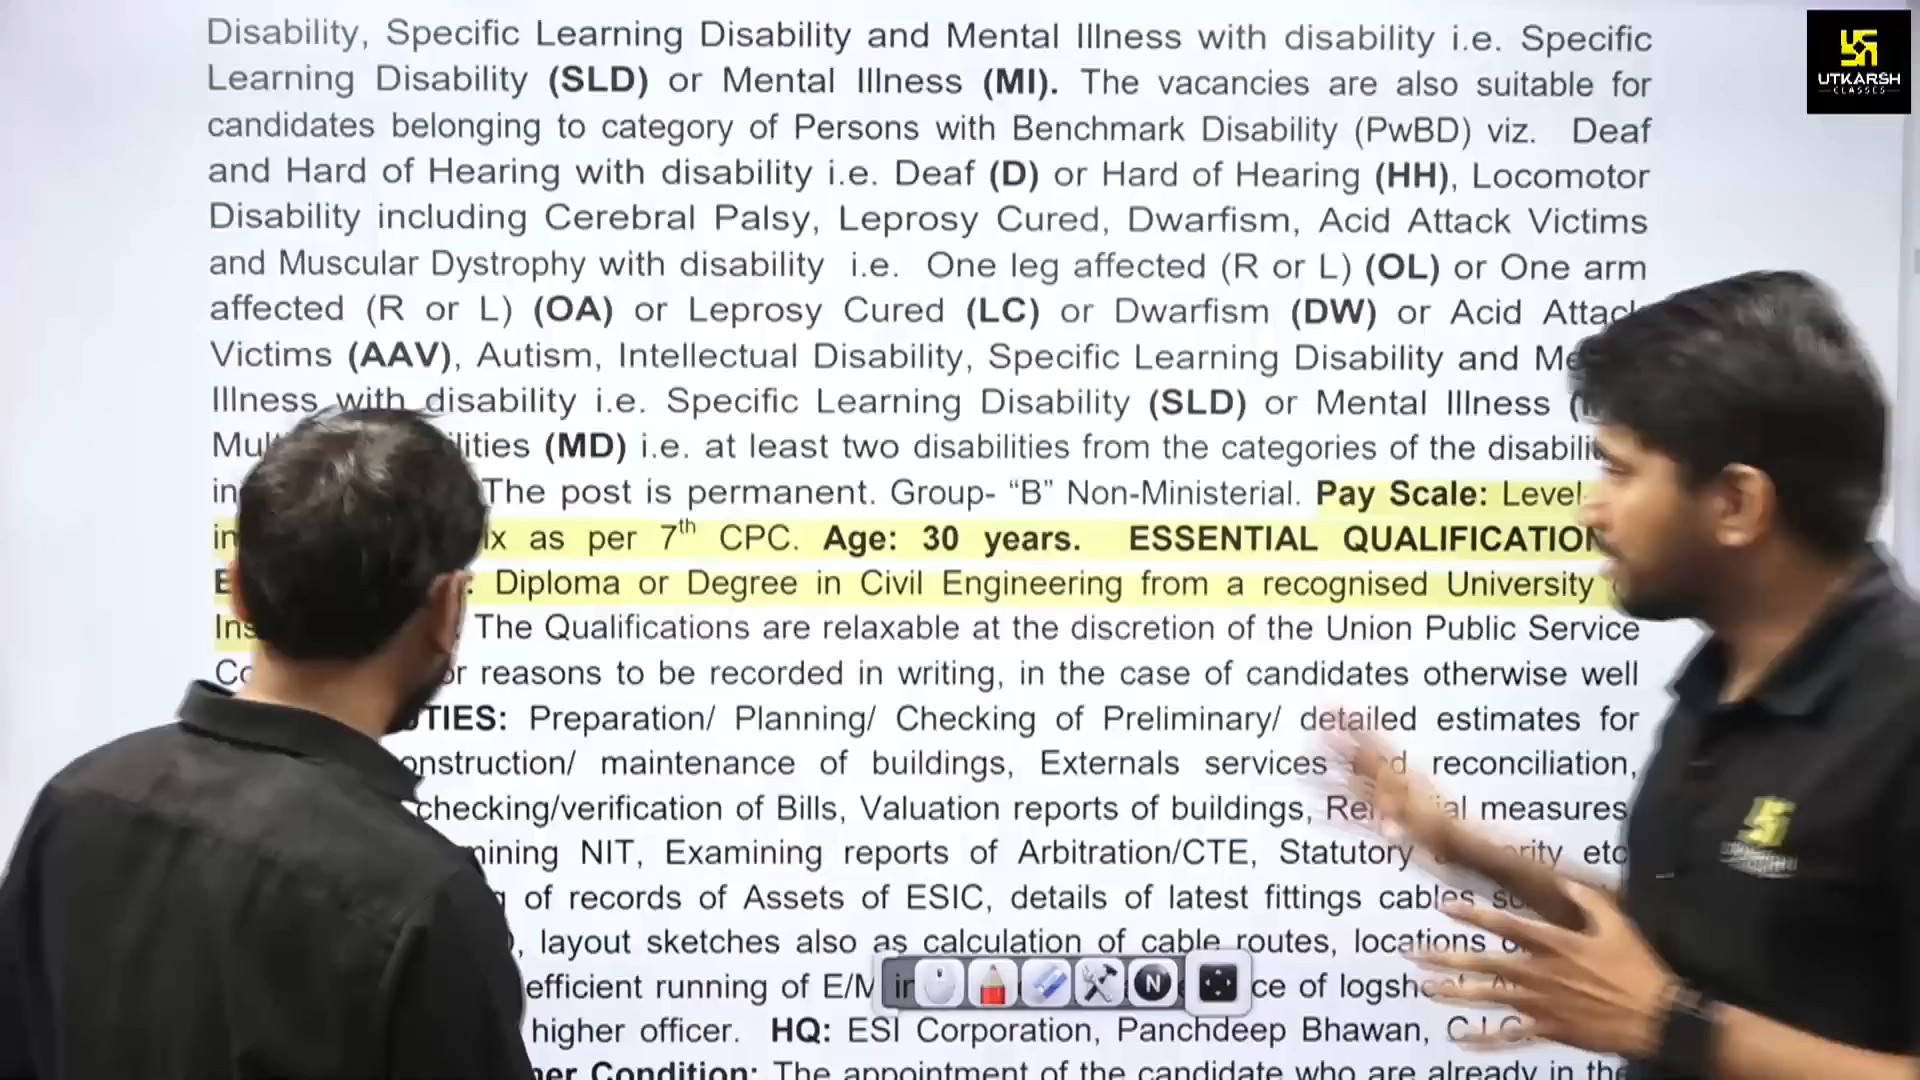 Disability, Specific Learning Disability and Mental Illness with disability i.e. Specific
Learning Disability (SLD) or Mental Illness (MI). The vacancies are also suitable for
candidates belonging to category of Persons with Benchmark Disability (PwBD) viz. Deaf
and Hard of Hearing with disability i.e. Deaf (D) or Hard of Hearing (HH), Locomotor
Disability including Cerebral Palsy, Leprosy Cured, Dwarfism, Acid Attack Victims
and Muscular Dystrophy with disability i.e. One leg affected (R or L) (OL) or One arm
affected (R or L) (OA) or Leprosy Cured (LC) or Dwarfism (DW) or Acid Attack
Victims (AAV), Autism, Intellectual Disability, Specific Learning Disability and
Illness with disability i.e. Specific Learning Disability (SLD) or Mental Illness
(MD) i.e. at least two disabilities from the categories of the
The post is permanent. Group- “B” Non-Ministerial. Pay Scale: Level
as per 7th CPC. Age: 30 years. ESSENTIAL QUALIFICATION
: Diploma or Degree in Civil Engineering from a recognised University
The Qualifications are relaxable at the discretion of the Union Public Service
reasons to be recorded in writing, in the case of candidates otherwise well
TIES: Preparation/ Planning/ Checking of Preliminary/ detailed estimates for
onstruction/ maintenance of buildings, Externals services reconciliation,
checking/verification of Bills, Valuation reports of buildings, measures
NIT, Examining reports of Arbitration/CTE, Statutory etc
of records of Assets of ESIC, details of latest fittings cables
, layout sketches also as calculation of cable routes, locations
efficient running of E/M ce of
higher officer. HQ: ESI Corporation, Panchdeep Bhawan, C.I.G.
Condition: The appointment of the candidate who are already in the
UTKARSH
CLASSES
N